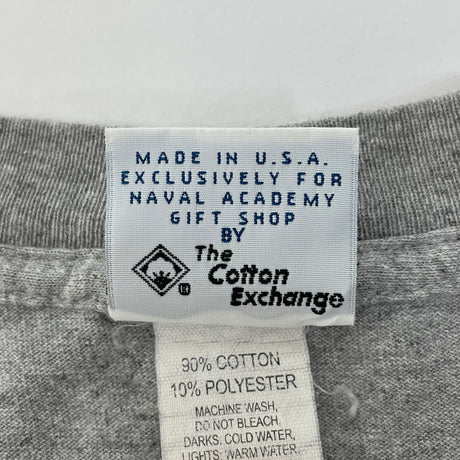 MADE IN U.S.A.
EXCLUSIVELY FOR
NAVAL ACADEMY
GIFT SHOP
BY
The
Cotton
Exchange
®
90% COTTON
10% POLYESTER
MACHINE WASH,
DO NOT BLEACH.
DARKS: COLD WATER,
LIGHTS: WARM WATER.